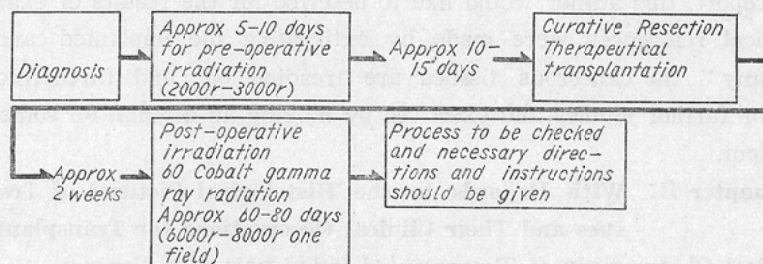 Diagnosis
Approx 5-10 days
for pre-operative
irradiation
(2000r-3000r)
Approx 10-
15 days
Curative Resection
Therapeutical
transplantation
Approx
2 weeks
Post-operative
irradiation
60 Cobalt gamma
ray irradiation
Approx 60-80 days
(6000r-8000r one
field)
Process to be checked
and necessary direc-
tions and instructions
should be given